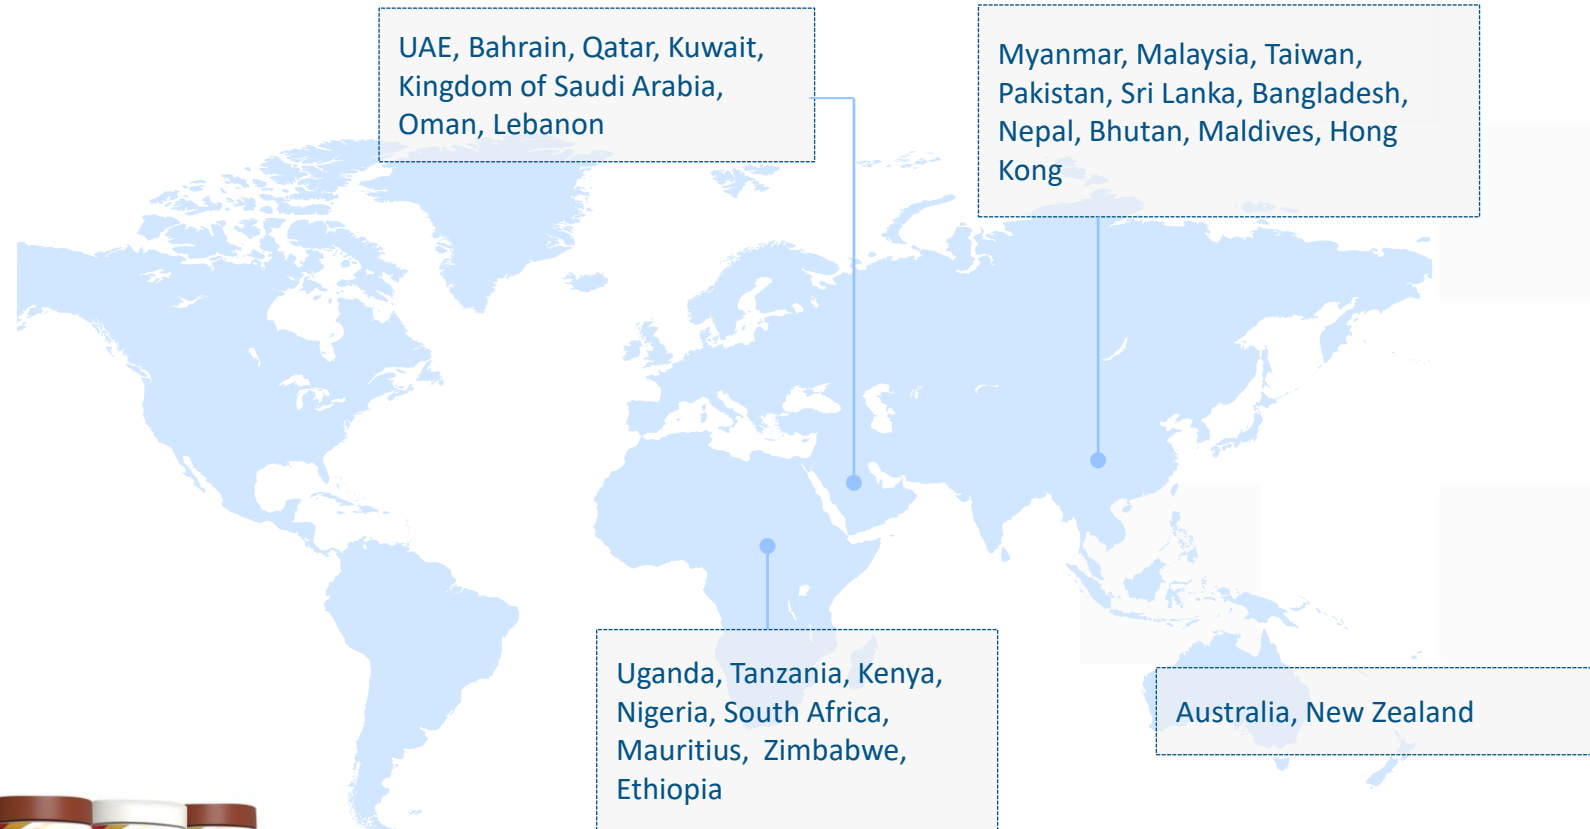 UAE, Bahrain, Qatar, Kuwait,
Kingdom of Saudi Arabia,
Oman, Lebanon
Myanmar, Malaysia, Taiwan,
Pakistan, Sri Lanka, Bangladesh,
Nepal, Bhutan, Maldives, Hong
Kong
Uganda, Tanzania, Kenya,
Nigeria, South Africa,
Mauritius,  Zimbabwe,
Ethiopia
Australia, New Zealand